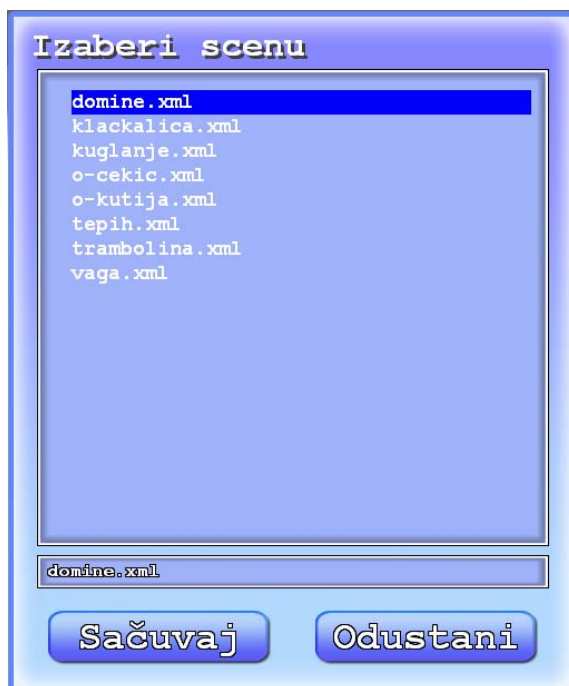 Izaberi scenu
domine.xml
klackalica.xml
kuglanje.xml
o-cekic.xml
o-kutija.xml
tepih.xml
trambolina.xml
vaga.xml
domine.xml
Sačuvaj
Odustani